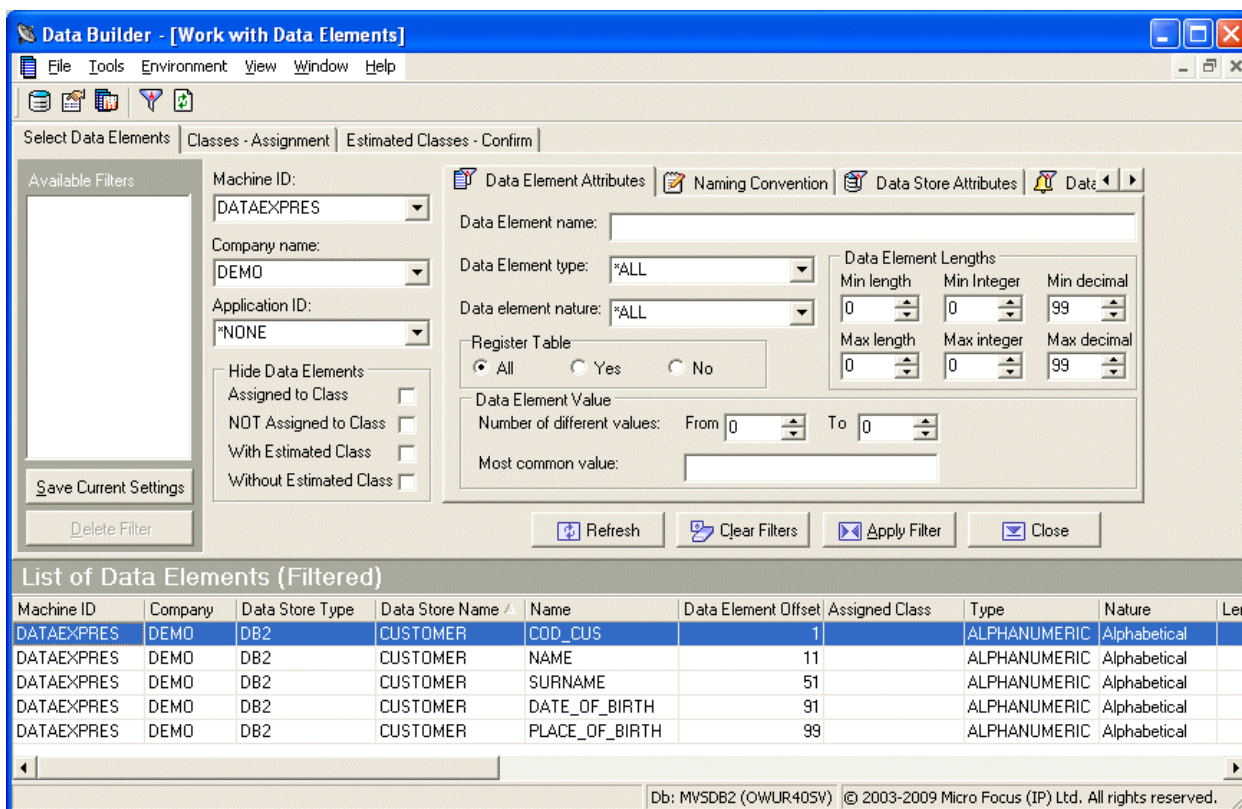 Data Builder - [Work with Data Elements]
File Tools Environment View Window Help
Select Data Elements Classes - Assignment Estimated Classes - Confirm
Available Filters
Save Current Settings
Delete Filter
Machine ID:
DATAEXPRES
Company name:
DEMO
Application ID:
*NONE
Hide Data Elements
Assigned to Class
NOT Assigned to Class
With Estimated Class
Without Estimated Class
Data Element Attributes Naming Convention Data Store Attributes Data
Data Element name:
Data Element type: *ALL
Data element nature: *ALL
Register Table
All Yes No
Data Element Lengths
Min length Min Integer Min decimal
0 0 99
Max length Max integer Max decimal
0 0 99
Data Element Value
Number of different values: From 0 To 0
Most common value:
Refresh Clear Filters Apply Filter Close
List of Data Elements (Filtered)
Machine ID Company Data Store Type Data Store Name Name Data Element Offset Assigned Class Type Nature Ler
DATAEXPRES DEMO DB2 CUSTOMER COD_CUS 1 ALPHANUMERIC Alphabetical
DATAEXPRES DEMO DB2 CUSTOMER NAME 11 ALPHANUMERIC Alphabetical
DATAEXPRES DEMO DB2 CUSTOMER SURNAME 51 ALPHANUMERIC Alphabetical
DATAEXPRES DEMO DB2 CUSTOMER DATE_OF_BIRTH 91 ALPHANUMERIC Alphabetical
DATAEXPRES DEMO DB2 CUSTOMER PLACE_OF_BIRTH 99 ALPHANUMERIC Alphabetical
Db: MVSDB2 (OWUR40SV) © 2003-2009 Micro Focus (IP) Ltd. All rights reserved.